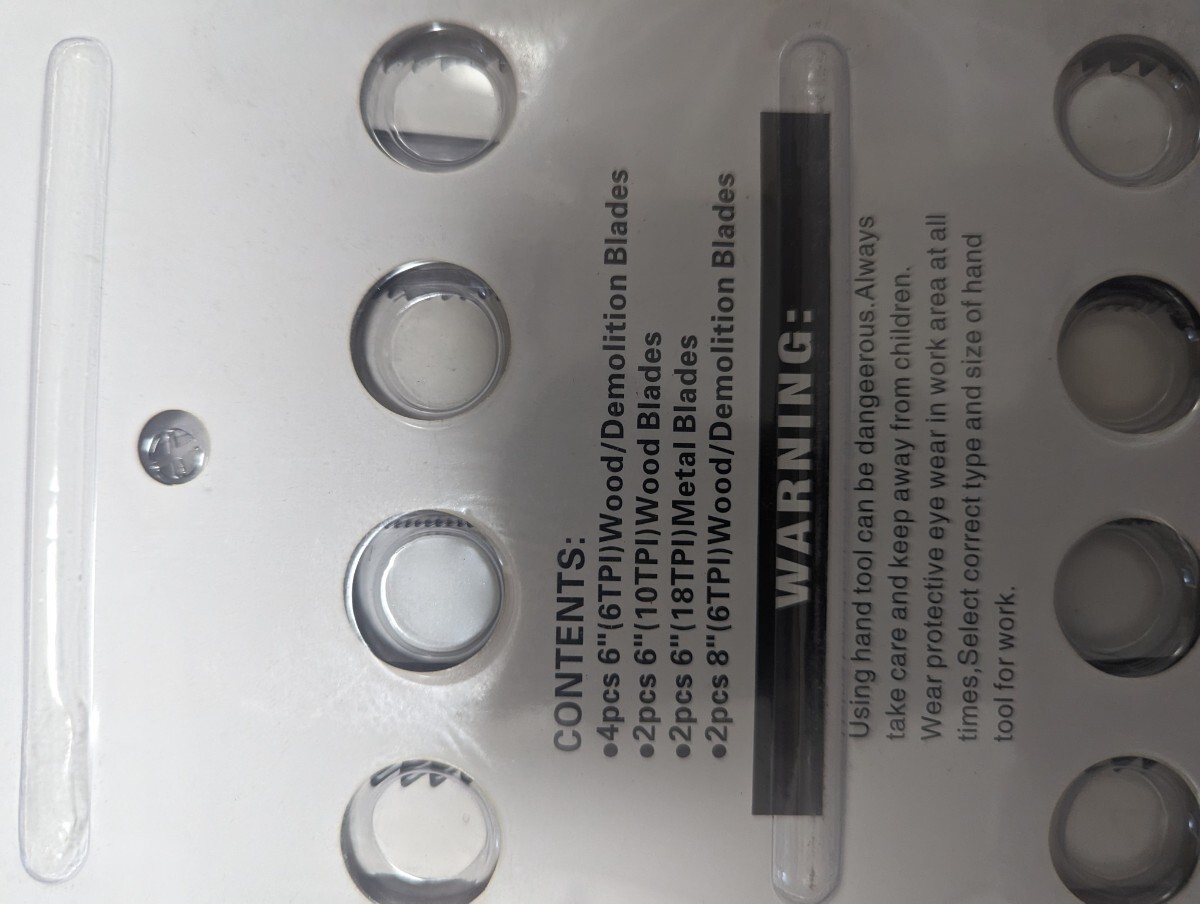 CONTENTS:
●4pcs 6"(6TPI)Wood/Demolition Blades
●2pcs 6"(10TPI)Wood Blades
●2pcs 6"(18TPI)Metal Blades
●2pcs 8"(6TPI)Wood/Demolition Blades
WARNING:
Using hand tool can be dangeerous.Always
take care and keep away from children.
Wear protective eye wear in work area at all
times,Select correct type and size of hand
tool for work.